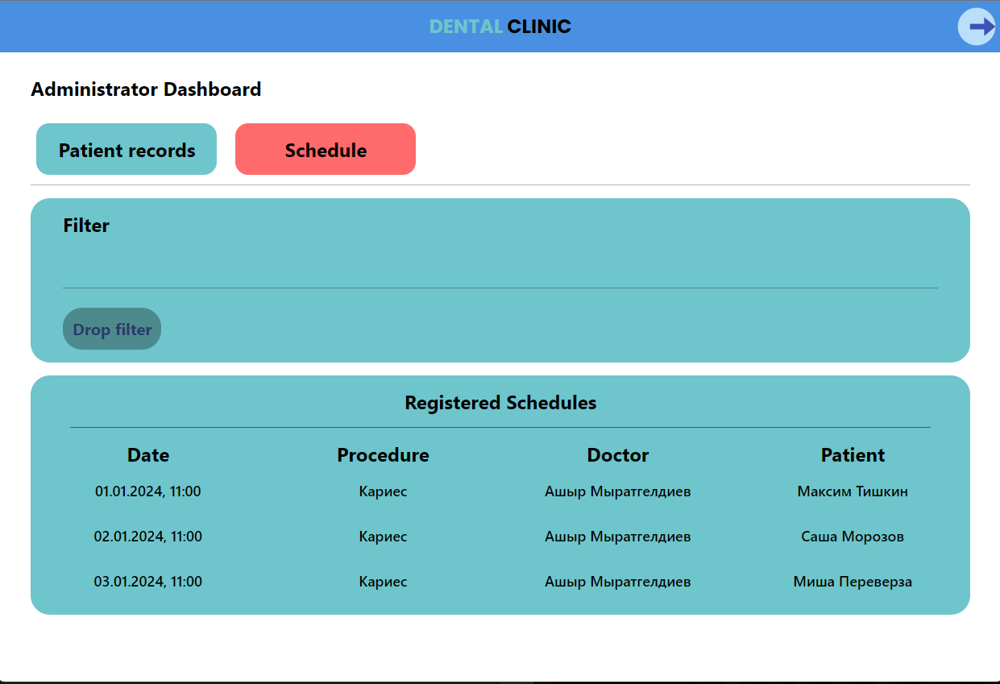 DENTAL CLINIC
Administrator Dashboard
Patient records Schedule
Filter
Drop filter
Registered Schedules
Date Procedure Doctor Patient
01.01.2024, 11:00 Кариес Ашыр Мыратгелдиев Максим Тишкин
02.01.2024, 11:00 Кариес Ашыр Мыратгелдиев Саша Морозов
03.01.2024, 11:00 Кариес Ашыр Мыратгелдиев Миша Переверза